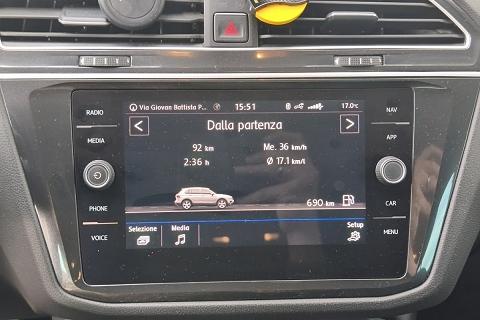 RADIO
MEDIA
PHONE
VOICE
NAV
APP
CAR
MENU
Via Giovan Battista P... 15:51 17.0°C
Dalla partenza
92 km Me. 36 km/h
2:36 h Ø 17.1 km/l
690 km
Selezione Media Setup